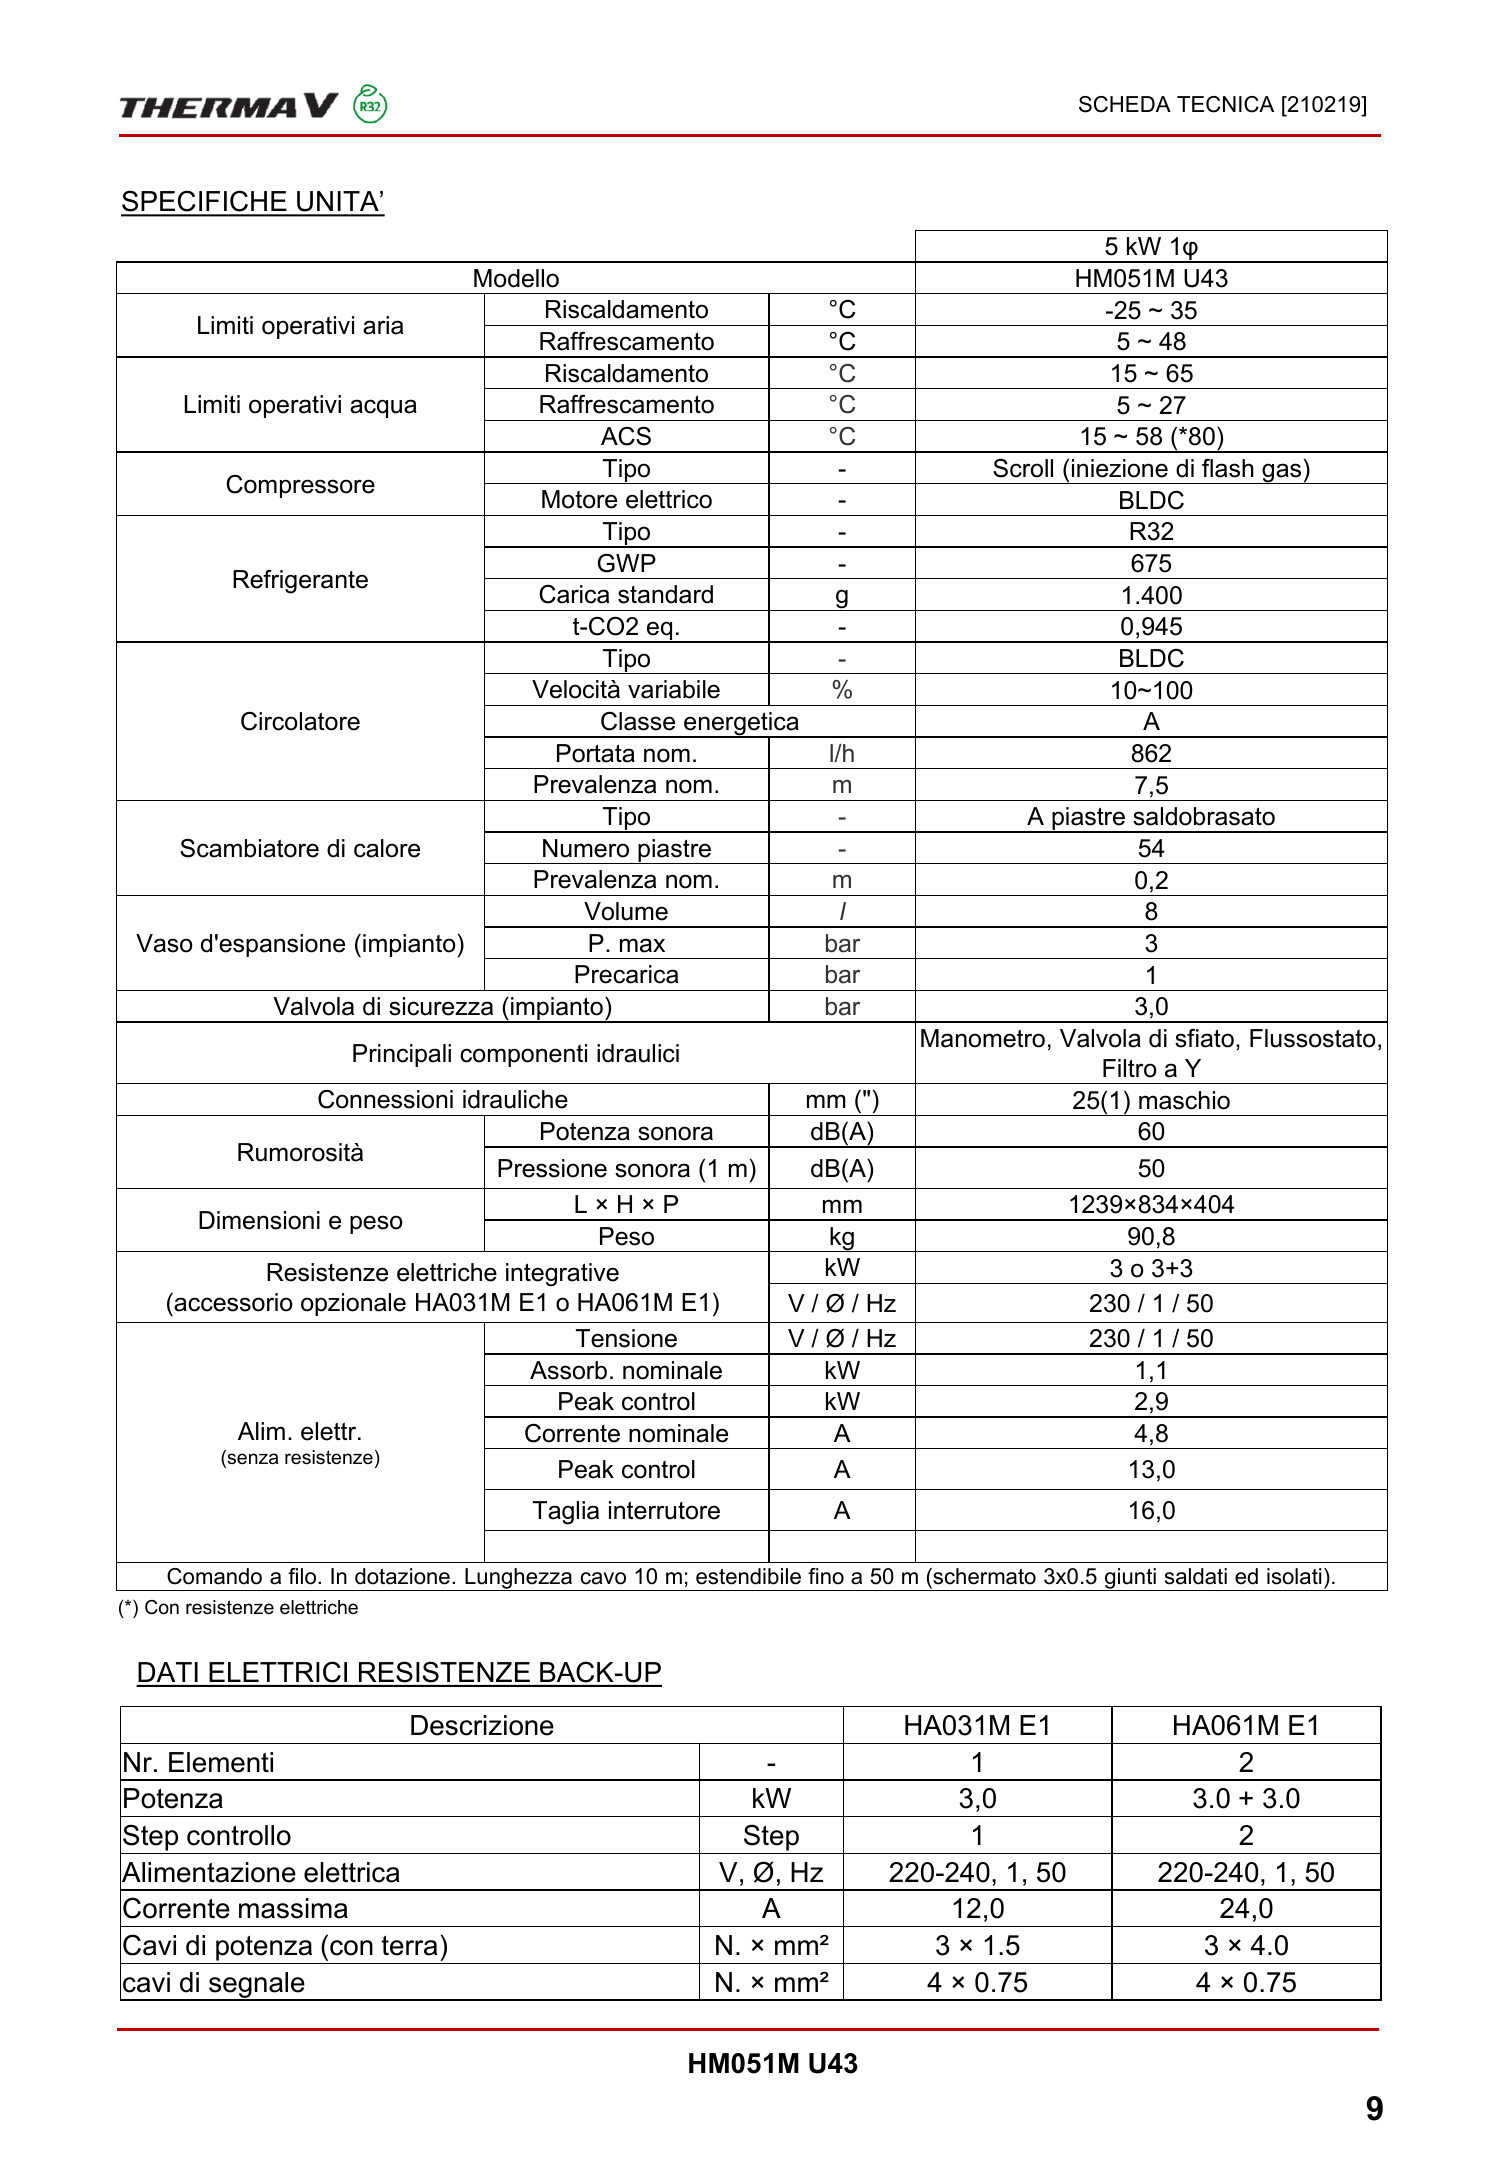 THERMA V R32
SCHEDA TECNICA [210219]
SPECIFICHE UNITA’
5 kW 1φ
Modello HM051M U43
Limiti operativi aria Riscaldamento °C -25 ~ 35
Raffrescamento °C 5 ~ 48
Limiti operativi acqua Riscaldamento °C 15 ~ 65
Raffrescamento °C 5 ~ 27
ACS °C 15 ~ 58 (*80)
Compressore Tipo - Scroll (iniezione di flash gas)
Motore elettrico - BLDC
Refrigerante Tipo - R32
GWP - 675
Carica standard g 1.400
t-CO2 eq. - 0,945
Circolatore Tipo - BLDC
Velocità variabile % 10~100
Classe energetica A
Portata nom. l/h 862
Prevalenza nom. m 7,5
Scambiatore di calore Tipo - A piastre saldobrasato
Numero piastre - 54
Prevalenza nom. m 0,2
Vaso d'espansione (impianto) Volume l 8
P. max bar 3
Precarica bar 1
Valvola di sicurezza (impianto) bar 3,0
Principali componenti idraulici Manometro, Valvola di sfiato, Flussostato,
Filtro a Y
Connessioni idrauliche mm (") 25(1) maschio
Rumorosità Potenza sonora dB(A) 60
Pressione sonora (1 m) dB(A) 50
Dimensioni e peso L × H × P mm 1239×834×404
Peso kg 90,8
Resistenze elettriche integrative kW 3 o 3+3
(accessorio opzionale HA031M E1 o HA061M E1) V / Ø / Hz 230 / 1 / 50
Alim. elettr.
(senza resistenze)
Tensione V / Ø / Hz 230 / 1 / 50
Assorb. nominale kW 1,1
Peak control kW 2,9
Corrente nominale A 4,8
Peak control A 13,0
Taglia interrutore A 16,0
Comando a filo. In dotazione. Lunghezza cavo 10 m; estendibile fino a 50 m (schermato 3x0.5 giunti saldati ed isolati).
(*) Con resistenze elettriche
DATI ELETTRICI RESISTENZE BACK-UP
Descrizione HA031M E1 HA061M E1
Nr. Elementi - 1 2
Potenza kW 3,0 3.0 + 3.0
Step controllo Step 1 2
Alimentazione elettrica V, Ø, Hz 220-240, 1, 50 220-240, 1, 50
Corrente massima A 12,0 24,0
Cavi di potenza (con terra) N. × mm² 3 × 1.5 3 × 4.0
cavi di segnale N. × mm² 4 × 0.75 4 × 0.75
HM051M U43
9